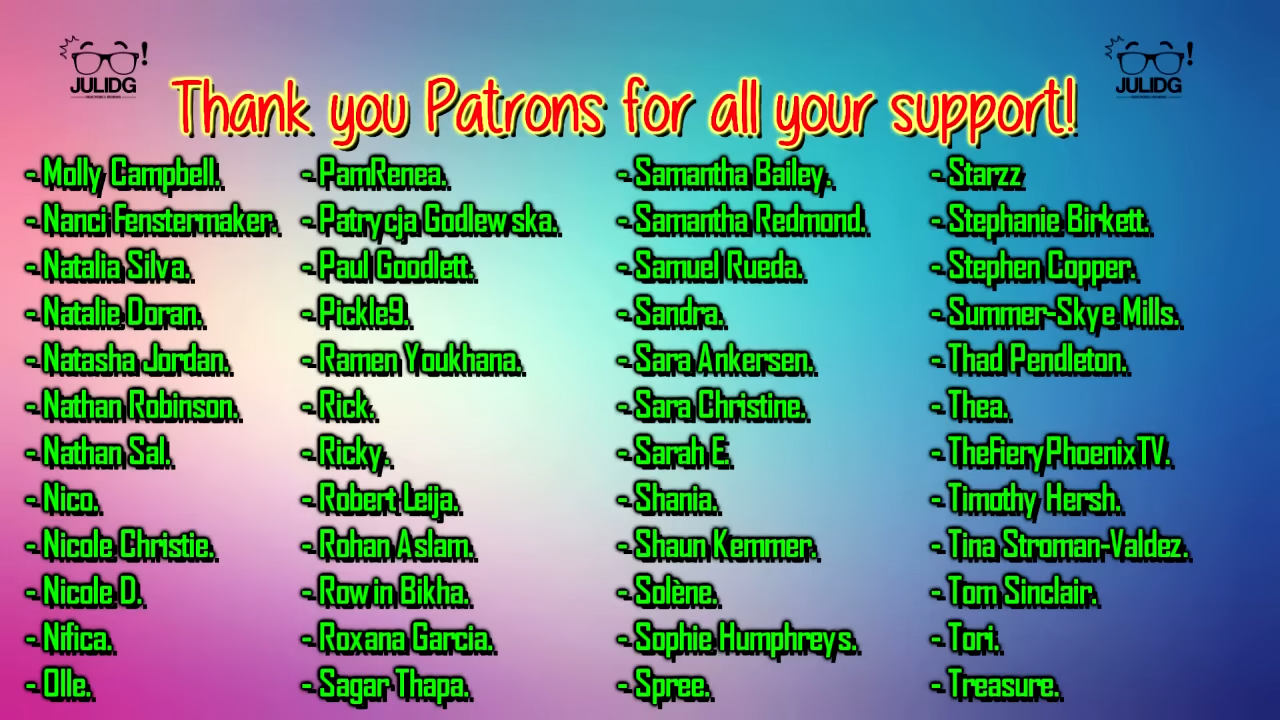 JULIDG
!
JULIDG
!
Thank you Patrons for all your support!
- Molly Campbell.
- Nanci Fenstermaker.
- Natalia Silva.
- Natalie Doran.
- Natasha Jordan.
- Nathan Robinson.
- Nathan Sal.
- Nico.
- Nicole Christie.
- Nicole D.
- Nifica.
- Olle.
- PamRenea.
- Patrycja Godlewska.
- Paul Goodlett.
- Pickle9.
- Ramen Youkhana.
- Rick.
- Ricky.
- Robert Leija.
- Rohan Aslam.
- Rowin Bikha.
- Roxana Garcia.
- Sagar Thapa.
- Samantha Bailey.
- Samantha Redmond.
- Samuel Rueda.
- Sandra.
- Sara Ankersen.
- Sara Christine.
- Sarah E.
- Shania.
- Shaun Kemmer.
- Solène.
- Sophie Humphreys.
- Spree.
- Starzz
- Stephanie Birkett.
- Stephen Copper.
- Summer-Skye Mills.
- Thad Pendleton.
- Thea.
- TheFieryPhoenixTV.
- Timothy Hersh.
- Tina Stroman-Valdez.
- Tom Sinclair.
- Tori.
- Treasure.